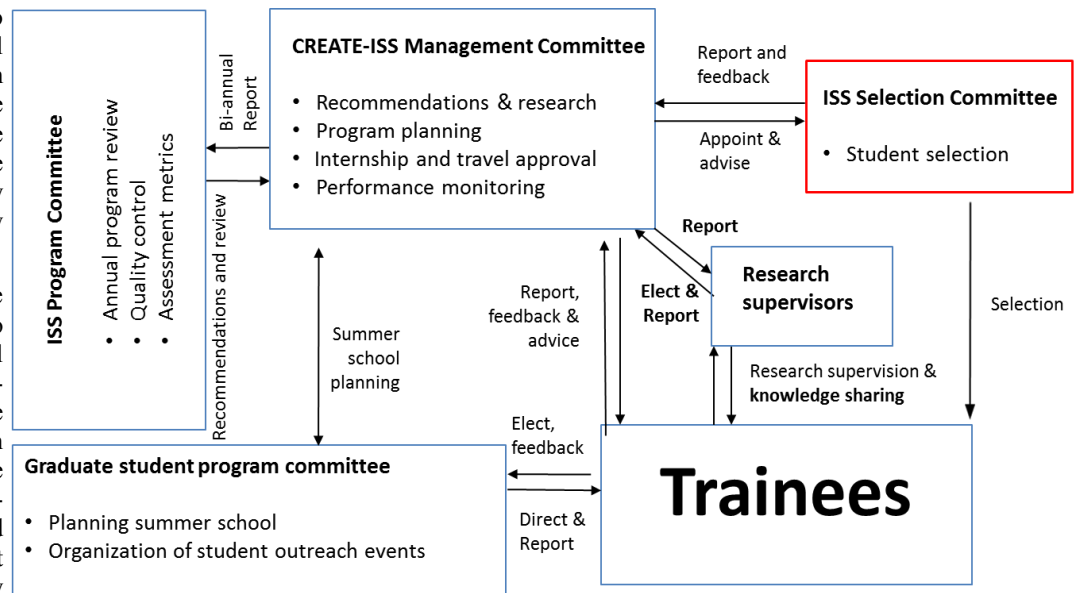 ISS Program Committee
• Annual program review
• Quality control
• Assessment metrics
Bi-annual
Report
Recommendations and review
CREATE-ISS Management Committee
• Recommendations & research
• Program planning
• Internship and travel approval
• Performance monitoring
Report and
feedback
Appoint &
advise
ISS Selection Committee
• Student selection
Report
Elect &
Report
Research
supervisors
Report,
feedback &
advice
Summer
school
planning
Selection
Research supervision &
knowledge sharing
Elect,
feedback
Direct &
Report
Graduate student program committee
• Planning summer school
• Organization of student outreach events
Trainees